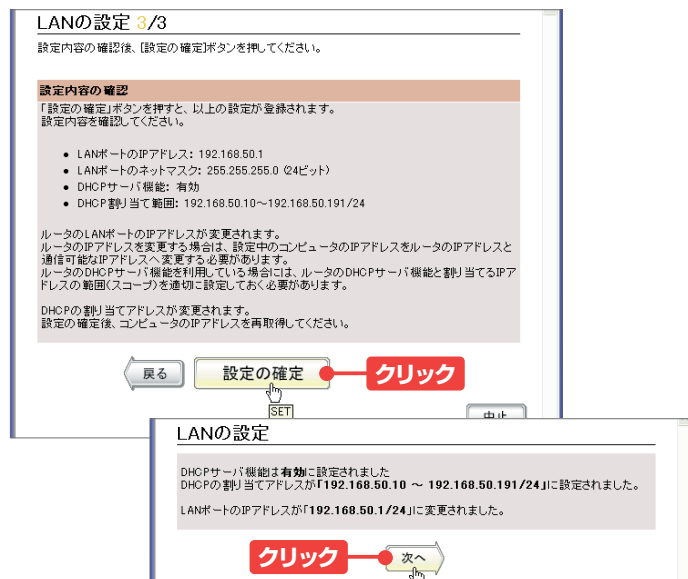 LANの設定 3/3
設定内容の確認後、[設定の確定]ボタンを押してください。
設定内容の確認
「設定の確定」ボタンを押すと、以上の設定が登録されます。
設定内容を確認してください。
● LANポートのIPアドレス: 192.168.50.1
● LANポートのネットマスク: 255.255.255.0 (24ビット)
● DHCPサーバ機能: 有効
● DHCP割り当て範囲: 192.168.50.10～192.168.50.191/24
ルータのLANポートのIPアドレスが変更されます。
ルータのIPアドレスを変更する場合は、設定中のコンピュータのIPアドレスをルータのIPアドレスと
通信可能なIPアドレスへ変更する必要があります。
ルータのDHCPサーバ機能を利用している場合には、ルータのDHCPサーバ機能と割り当てるIPア
ドレスの範囲(スコープ)を適切に設定しておく必要があります。
DHCPの割り当てアドレスが変更されます。
設定の確定後、コンピュータのIPアドレスを再取得してください。
戻る 設定の確定 クリック
SET
中止
LANの設定
DHCPサーバ機能は有効に設定されました
DHCPの割り当てアドレスが「192.168.50.10 ～ 192.168.50.191/24」に設定されました。
LANポートのIPアドレスが「192.168.50.1/24」に変更されました。
クリック 次へ